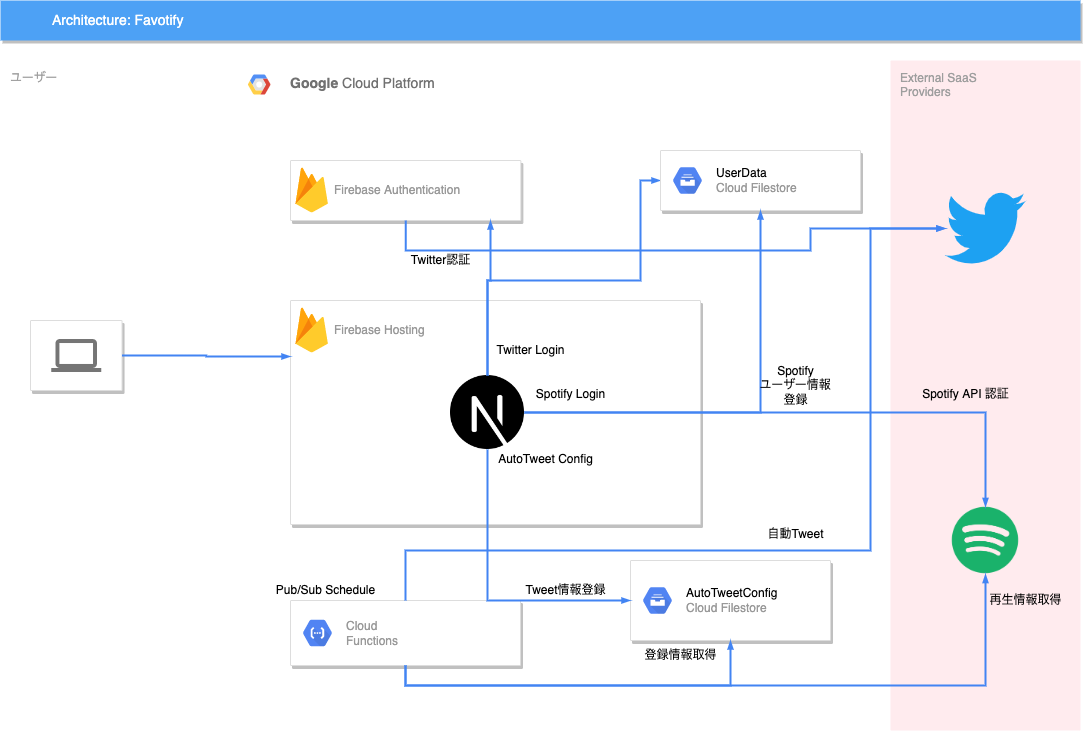 Architecture: Favotify
ユーザー
Google Cloud Platform
External SaaS
Providers
Firebase Authentication
UserData
Cloud Filestore
Twitter認証
Firebase Hosting
Twitter Login
Spotify Login
Spotify
ユーザー情報
登録
Spotify API 認証
AutoTweet Config
自動Tweet
Pub/Sub Schedule
Tweet情報登録
AutoTweetConfig
Cloud Filestore
再生情報取得
Cloud
Functions
登録情報取得